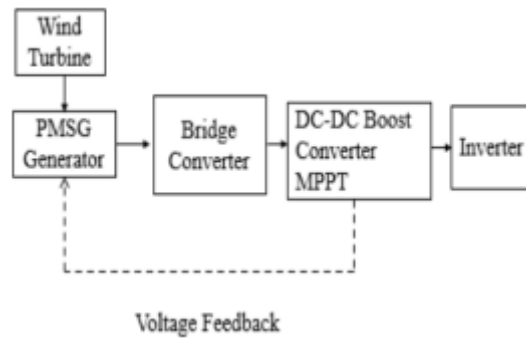 Wind
Turbine
PMSG
Generator
Bridge
Converter
DC-DC Boost
Converter
MPPT
Inverter
Voltage Feedback